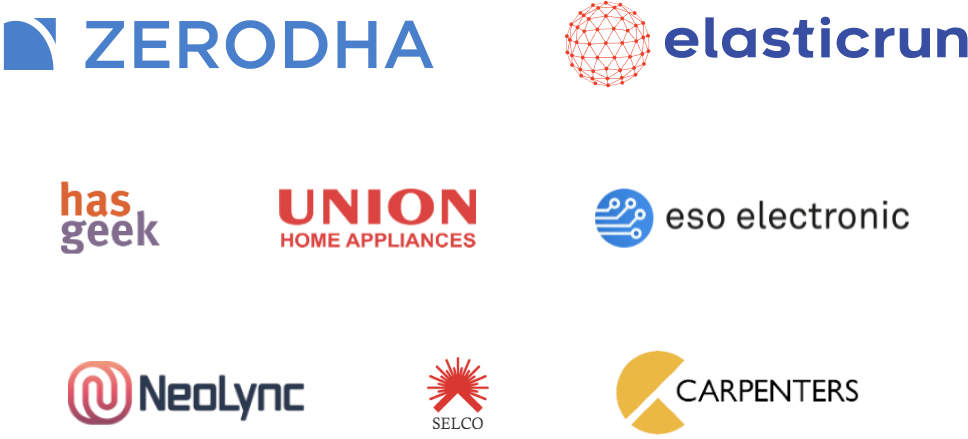 ZERODHA
elasticrun
has
geek
UNION
HOME APPLIANCES
eso electronic
NeoLync
SELCO
CARPENTERS